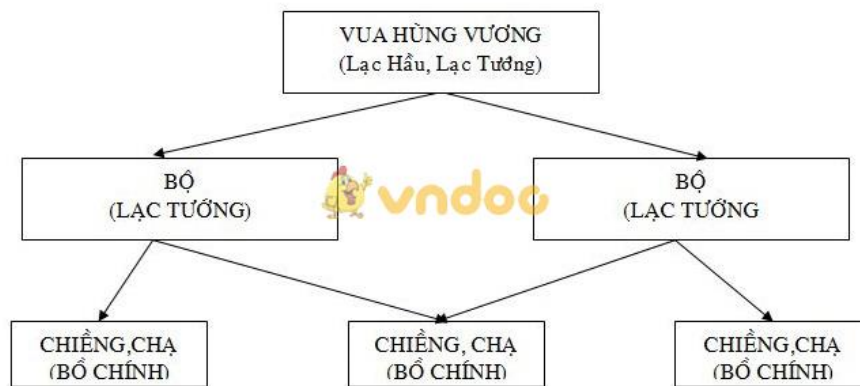 VUA HÙNG VƯƠNG
(Lạc Hầu, Lạc Tướng)
BỘ
(LẠC TƯỚNG)
BỘ
(LẠC TƯỚNG
vndoc
CHIỀNG,CHẠ
(BỒ CHÍNH)
CHIỀNG, CHẠ
(BỒ CHÍNH)
CHIỀNG,CHẠ
(BỒ CHÍNH)